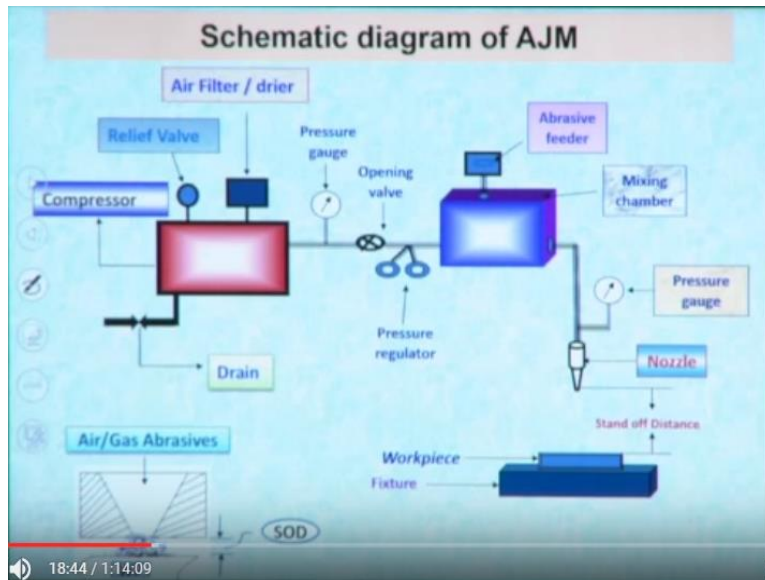 Schematic diagram of AJM
Air Filter / drier
Relief Valve
Pressure
gauge
Abrasive
feeder
Opening
valve
Compressor
Mixing
chamber
Pressure
gauge
Pressure
regulator
Nozzle
Drain
Stand off Distance
Air/Gas Abrasives
Workpiece
Fixture
SOD
18:44 / 1:14:09